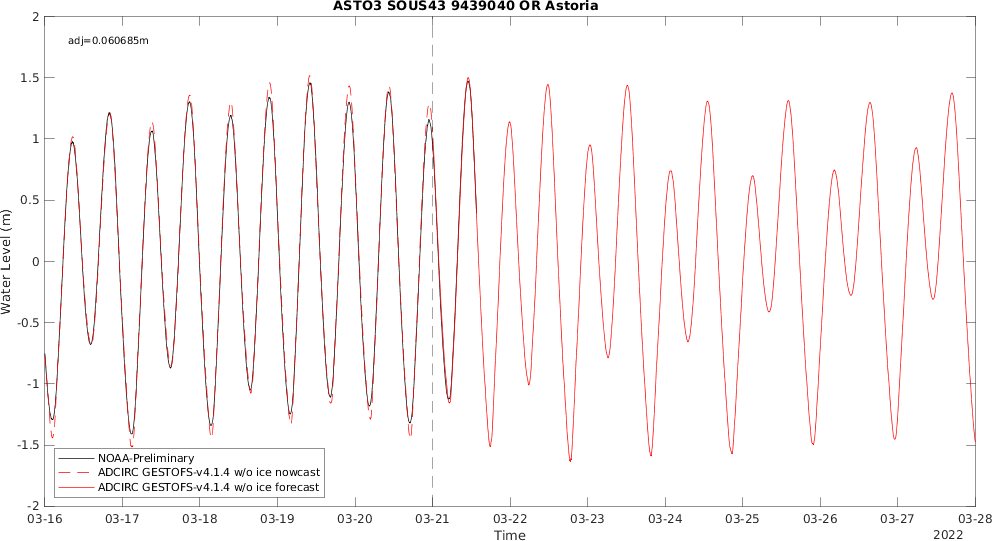 ASTO3 SOUS43 9439040 OR Astoria
adj=0.060685m
2
1.5
1
0.5
0
-0.5
-1
-1.5
-2
Water Level (m)
NOAA-Preliminary
ADCIRC GESTOFS-v4.1.4 w/o ice nowcast
ADCIRC GESTOFS-v4.1.4 w/o ice forecast
03-16 03-17 03-18 03-19 03-20 03-21 03-22 03-23 03-24 03-25 03-26 03-27 03-28
Time
2022